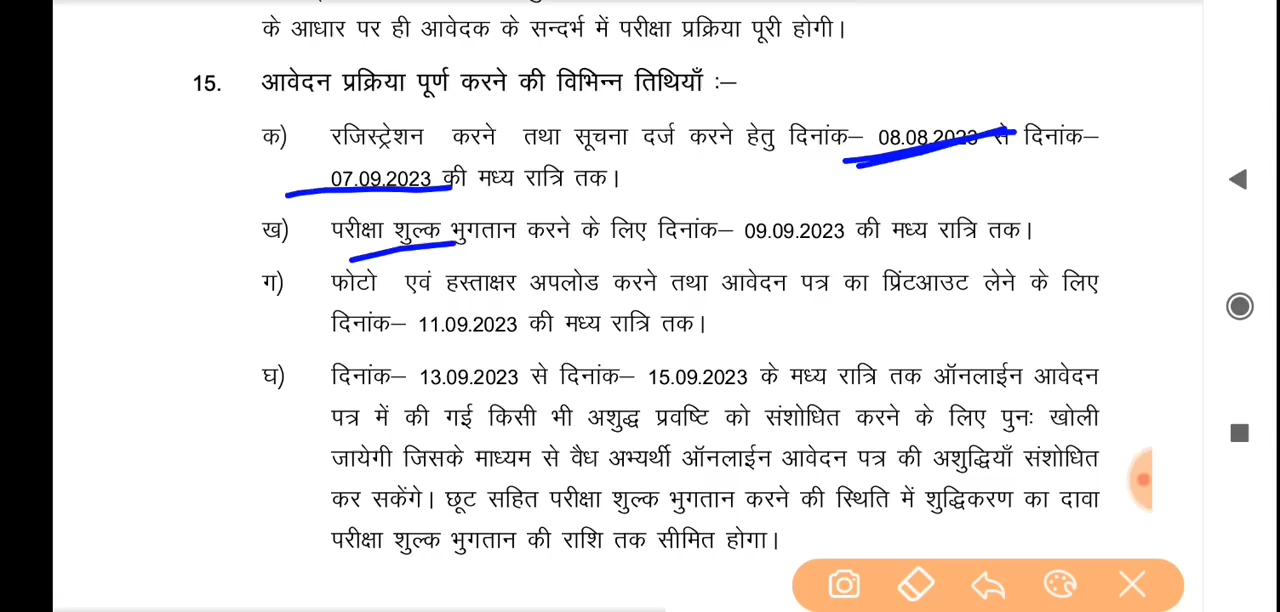 के आधार पर ही आवेदक के सन्दर्भ में परीक्षा प्रक्रिया पूरी होगी।
15. आवेदन प्रक्रिया पूर्ण करने की विभिन्न तिथियाँ :–
क) रजिस्ट्रेशन करने तथा सूचना दर्ज करने हेतु दिनांक– 08.08.2023 से दिनांक–
07.09.2023 की मध्य रात्रि तक।
ख) परीक्षा शुल्क भुगतान करने के लिए दिनांक– 09.09.2023 की मध्य रात्रि तक।
ग) फोटो एवं हस्ताक्षर अपलोड करने तथा आवेदन पत्र का प्रिंटआउट लेने के लिए
दिनांक– 11.09.2023 की मध्य रात्रि तक।
घ) दिनांक– 13.09.2023 से दिनांक– 15.09.2023 के मध्य रात्रि तक ऑनलाईन आवेदन
पत्र में की गई किसी भी अशुद्ध प्रवष्टि को संशोधित करने के लिए पुनः खोली
जायेगी जिसके माध्यम से वैध अभ्यर्थी ऑनलाईन आवेदन पत्र की अशुद्धियाँ संशोधित
कर सकेंगे। छूट सहित परीक्षा शुल्क भुगतान करने की स्थिति में शुद्धिकरण का दावा
परीक्षा शुल्क भुगतान की राशि तक सीमित होगा।